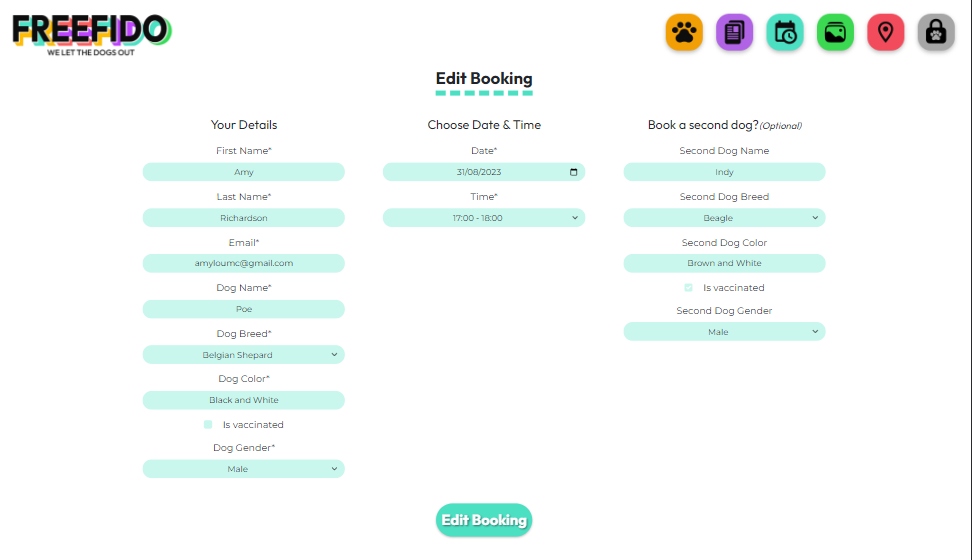 FREEFIDO
WE LET THE DOGS OUT
Edit Booking
Your Details
First Name*
Amy
Last Name*
Richardson
Email*
amyloumc@gmail.com
Dog Name*
Poe
Dog Breed*
Belgian Shepard
Dog Color*
Black and White
Is vaccinated
Dog Gender*
Male
Choose Date & Time
Date*
31/08/2023
Time*
17:00 - 18:00
Book a second dog?(Optional)
Second Dog Name
Indy
Second Dog Breed
Beagle
Second Dog Color
Brown and White
Is vaccinated
Second Dog Gender
Male
Edit Booking